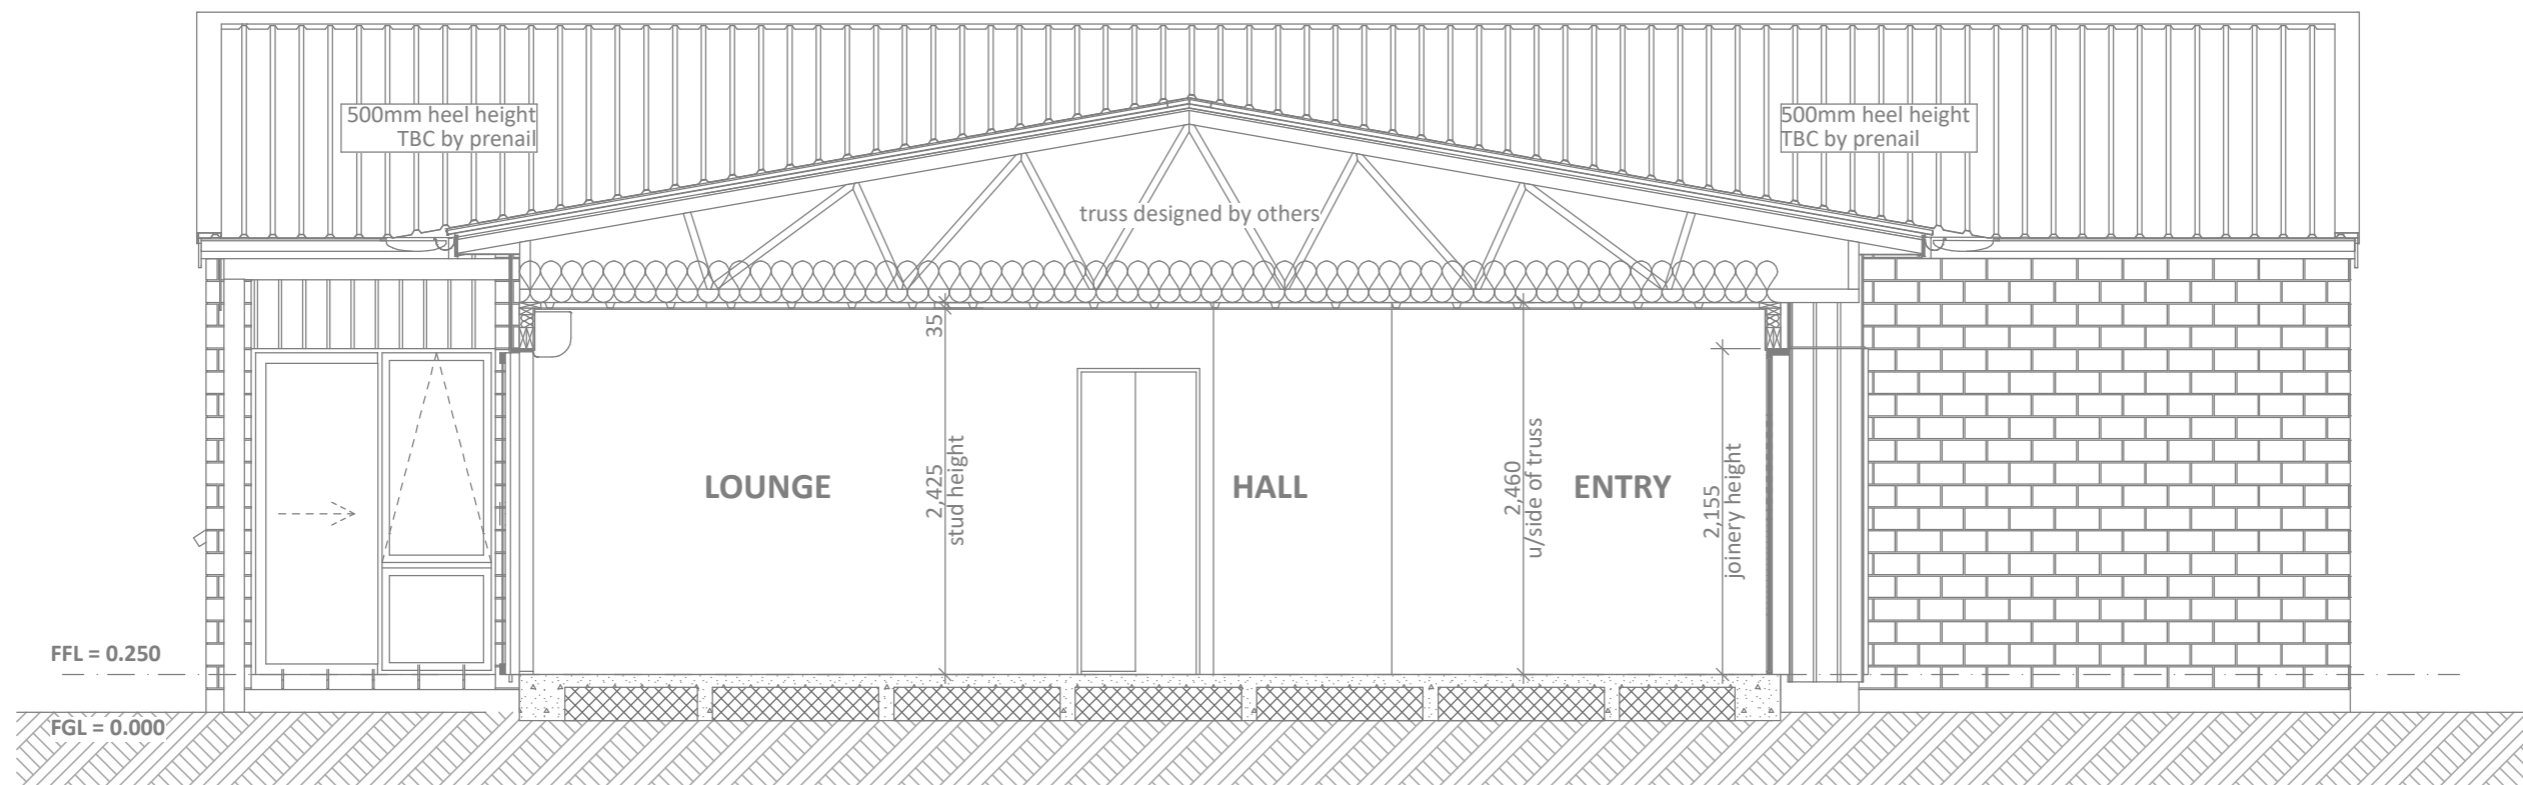 500mm heel height
TBC by prenail
500mm heel height
TBC by prenail
truss designed by others
35
LOUNGE
2,425
stud height
HALL
2,460
u/side of truss
ENTRY
2,155
joinery height
FFL = 0.250
FGL = 0.000